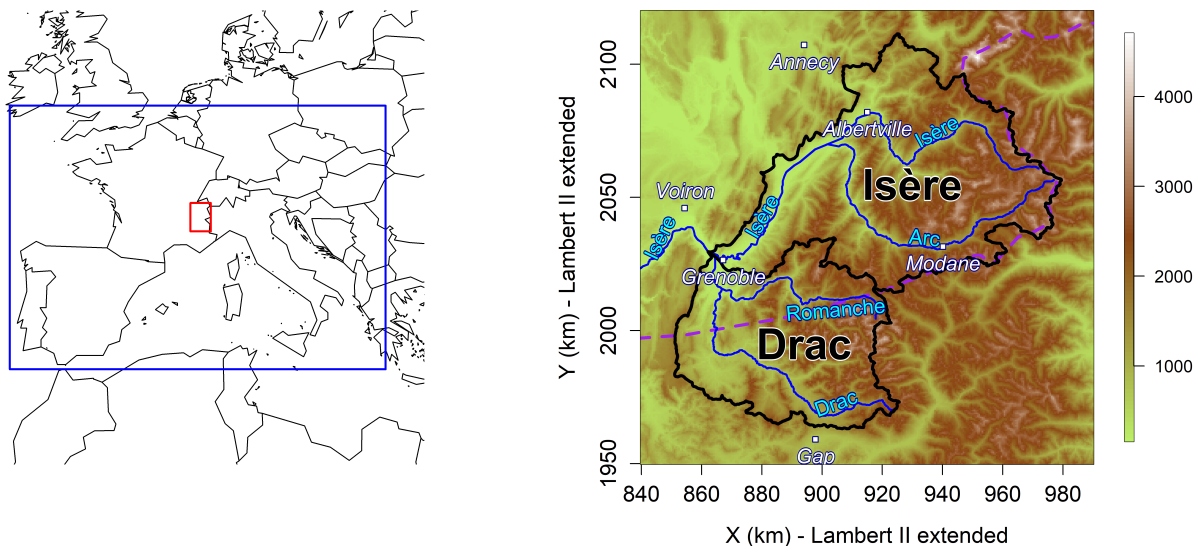 Annecy
Albertville
Isère
Isère
Voiron
Isère
Isère
Arc
Modane
Grenoble
Romanche
Drac
Drac
Gap
Y (km) - Lambert II extended
1950
2000
2050
2100
840
860
880
900
920
940
960
980
X (km) - Lambert II extended
4000
3000
2000
1000